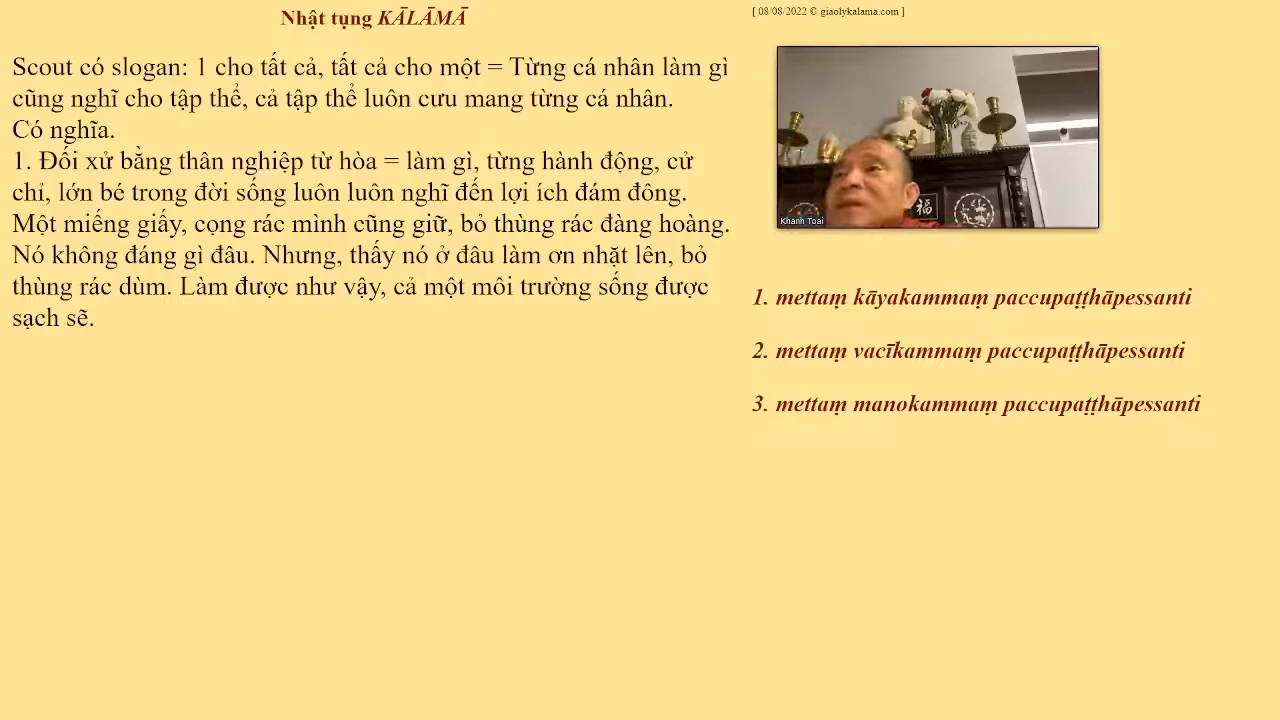 Nhật tụng KĀLĀMĀ
[ 08/08/2022 © giaolykalama.com ]
Scout có slogan: 1 cho tất cả, tất cả cho một = Từng cá nhân làm gì
cũng nghĩ cho tập thể, cả tập thể luôn cưu mang từng cá nhân.
Có nghĩa.
1. Đối xử bằng thân nghiệp từ hòa = làm gì, từng hành động, cử
chỉ, lớn bé trong đời sống luôn luôn nghĩ đến lợi ích đám đông.
Một miếng giấy, cọng rác mình cũng giữ, bỏ thùng rác đàng hoàng.
Nó không đáng gì đâu. Nhưng, thấy nó ở đâu làm ơn nhặt lên, bỏ
thùng rác dùm. Làm được như vậy, cả một môi trường sống được
sạch sẽ.
福
Khanh Toai
1. mettaṃ kāyakammaṃ paccupaṭṭhāpessanti
2. mettaṃ vacīkammaṃ paccupaṭṭhāpessanti
3. mettaṃ manokammaṃ paccupaṭṭhāpessanti